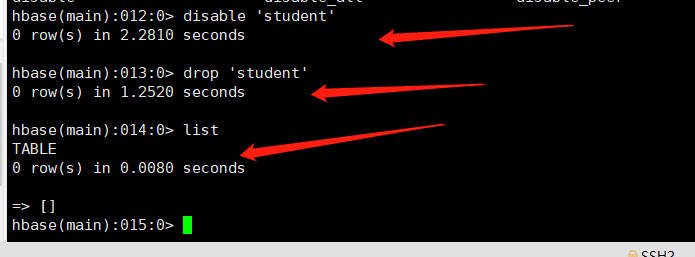 hbase(main):012:0> disable 'student'
0 row(s) in 2.2810 seconds
hbase(main):013:0> drop 'student'
0 row(s) in 1.2520 seconds
hbase(main):014:0> list
TABLE
0 row(s) in 0.0080 seconds
=> []
hbase(main):015:0>
SSH2